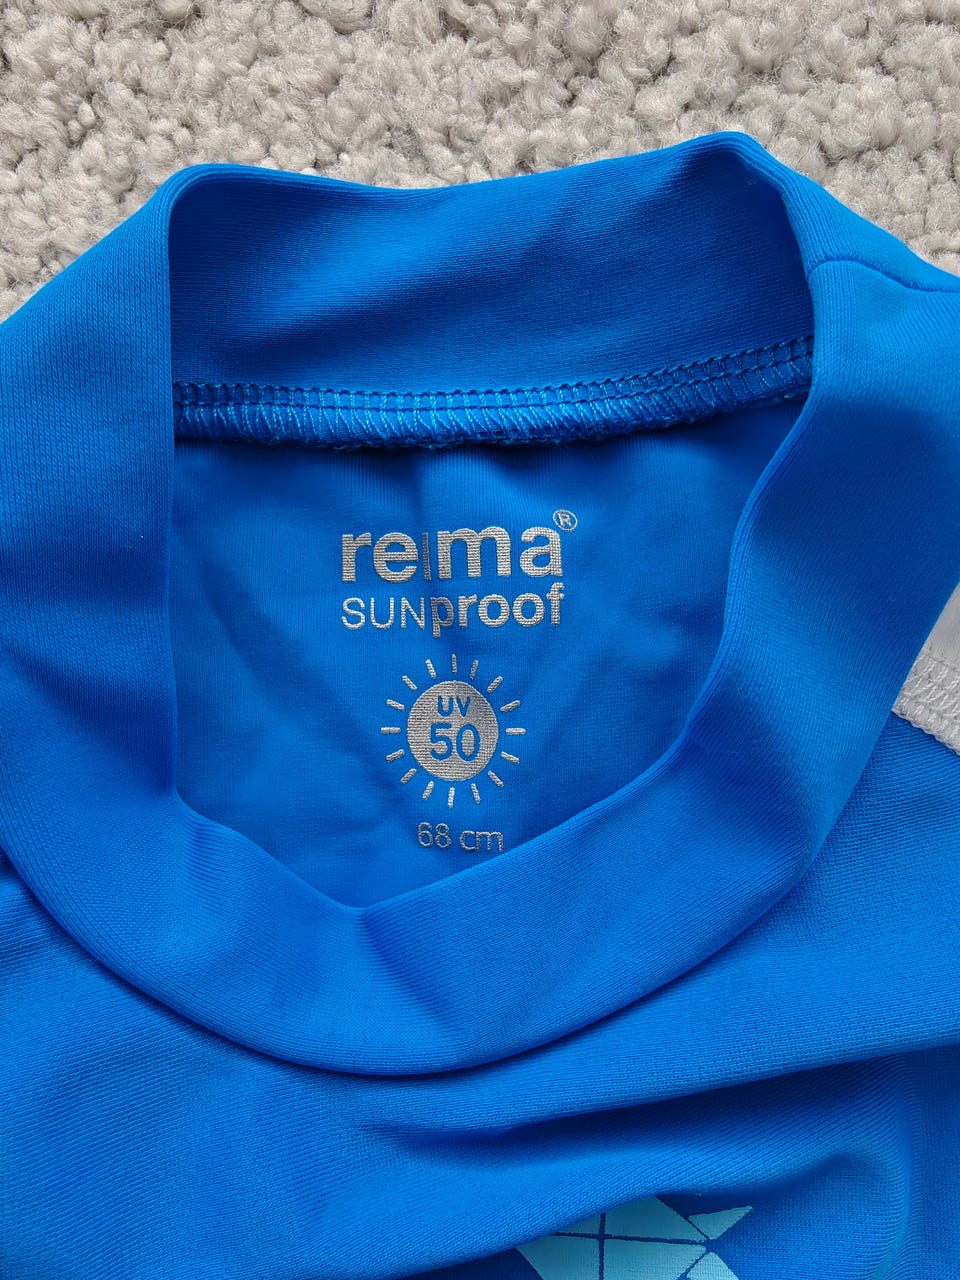 reima®
SUNproof
UV
50
68 cm